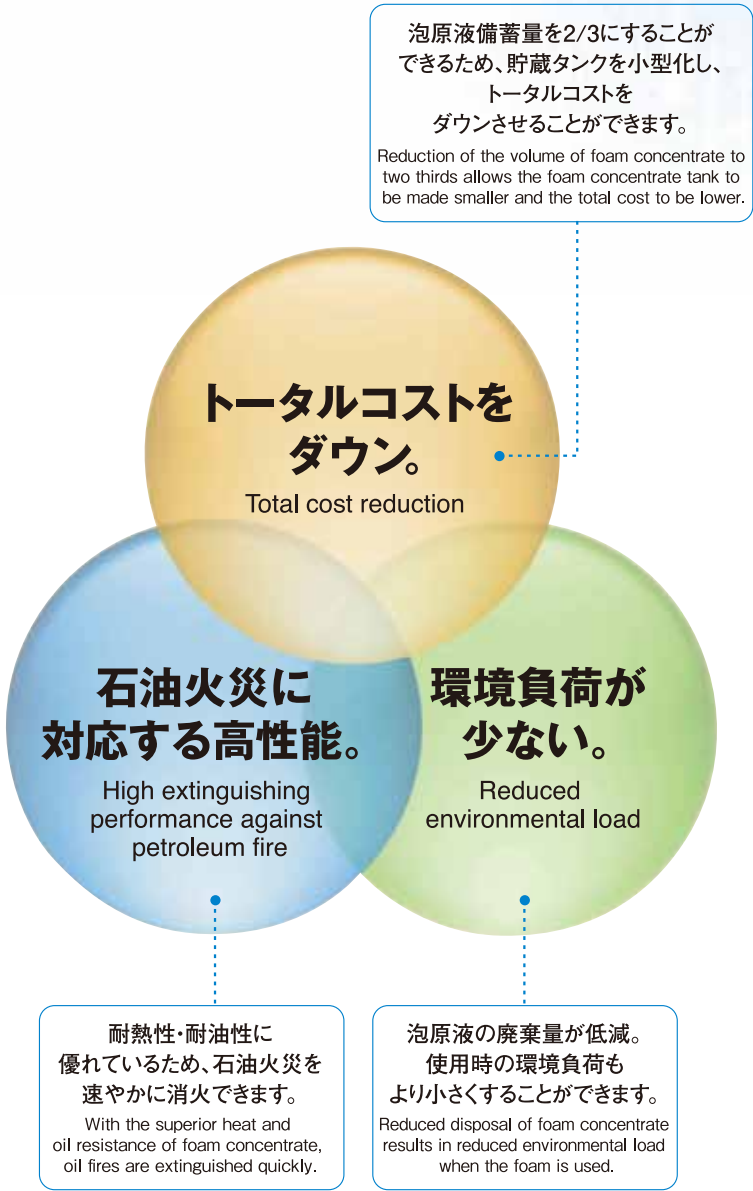 泡原液備蓄量を2/3にすることが
できるため、貯蔵タンクを小型化し、
トータルコストを
ダウンさせることができます。
Reduction of the volume of foam concentrate to
two thirds allows the foam concentrate tank to
be made smaller and the total cost to be lower.
トータルコストを
ダウン。
Total cost reduction
石油火災に
対応する高性能。
High extinguishing
performance against
petroleum fire
環境負荷が
少ない。
Reduced
environmental load
耐熱性・耐油性に
優れているため、石油火災を
速やかに消火できます。
With the superior heat and
oil resistance of foam concentrate,
oil fires are extinguished quickly.
泡原液の廃棄量が低減。
使用時の環境負荷も
より小さくすることができます。
Reduced disposal of foam concentrate
results in reduced environmental load
when the foam is used.